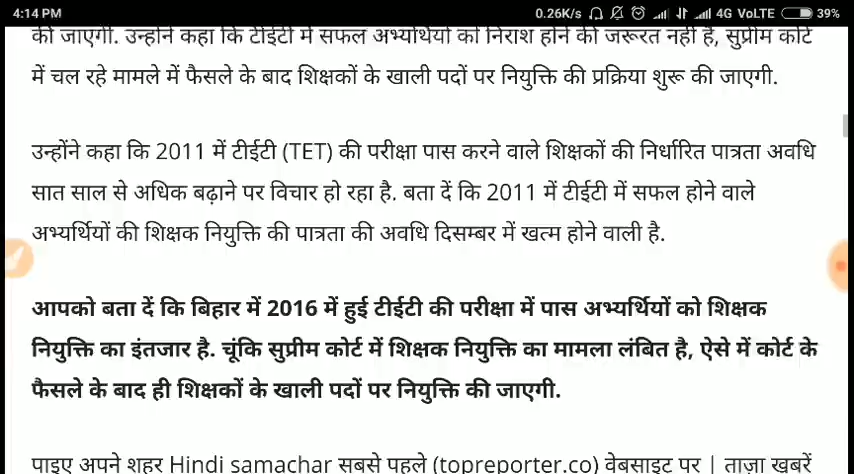 4:14 PM 0.26K/s 4G VoLTE 39%
की जाएगी. उन्होंने कहा कि टीईटी में सफल अभ्यर्थियों को निराश होने की जरूरत नहीं है, सुप्रीम कोर्ट
में चल रहे मामले में फैसले के बाद शिक्षकों के खाली पदों पर नियुक्ति की प्रक्रिया शुरू की जाएगी.
उन्होंने कहा कि 2011 में टीईटी (TET) की परीक्षा पास करने वाले शिक्षकों की निर्धारित पात्रता अवधि
सात साल से अधिक बढ़ाने पर विचार हो रहा है. बता दें कि 2011 में टीईटी में सफल होने वाले
अभ्यर्थियों की शिक्षक नियुक्ति की पात्रता की अवधि दिसम्बर में खत्म होने वाली है.
आपको बता दें कि बिहार में 2016 में हुई टीईटी की परीक्षा में पास अभ्यर्थियों को शिक्षक
नियुक्ति का इंतजार है. चूंकि सुप्रीम कोर्ट में शिक्षक नियुक्ति का मामला लंबित है, ऐसे में कोर्ट के
फैसले के बाद ही शिक्षकों के खाली पदों पर नियुक्ति की जाएगी.
पाइए अपने शहर Hindi samachar सबसे पहले (topreporter.co) वेबसाइट पर | ताज़ा खबरें